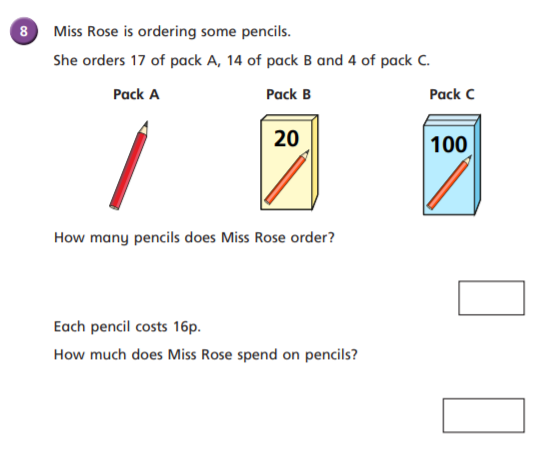 8 Miss Rose is ordering some pencils.
She orders 17 of pack A, 14 of pack B and 4 of pack C.
Pack A Pack B Pack C
20 100
How many pencils does Miss Rose order?
Each pencil costs 16p.
How much does Miss Rose spend on pencils?